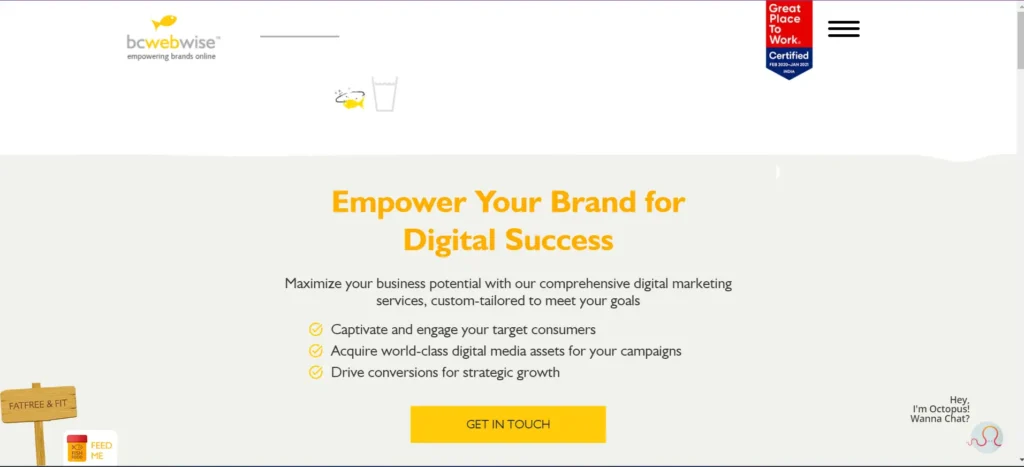 bcwebwise™
empowering brands online
Great
Place
To
Work®
Certified
FEB 2020-JAN 2021
INDIA
Empower Your Brand for
Digital Success
Maximize your business potential with our comprehensive digital marketing
services, custom-tailored to meet your goals
Captivate and engage your target consumers
Acquire world-class digital media assets for your campaigns
Drive conversions for strategic growth
FATFREE & FIT
Hey,
I'm Octopus!
Wanna Chat?
GET IN TOUCH
FEED
ME